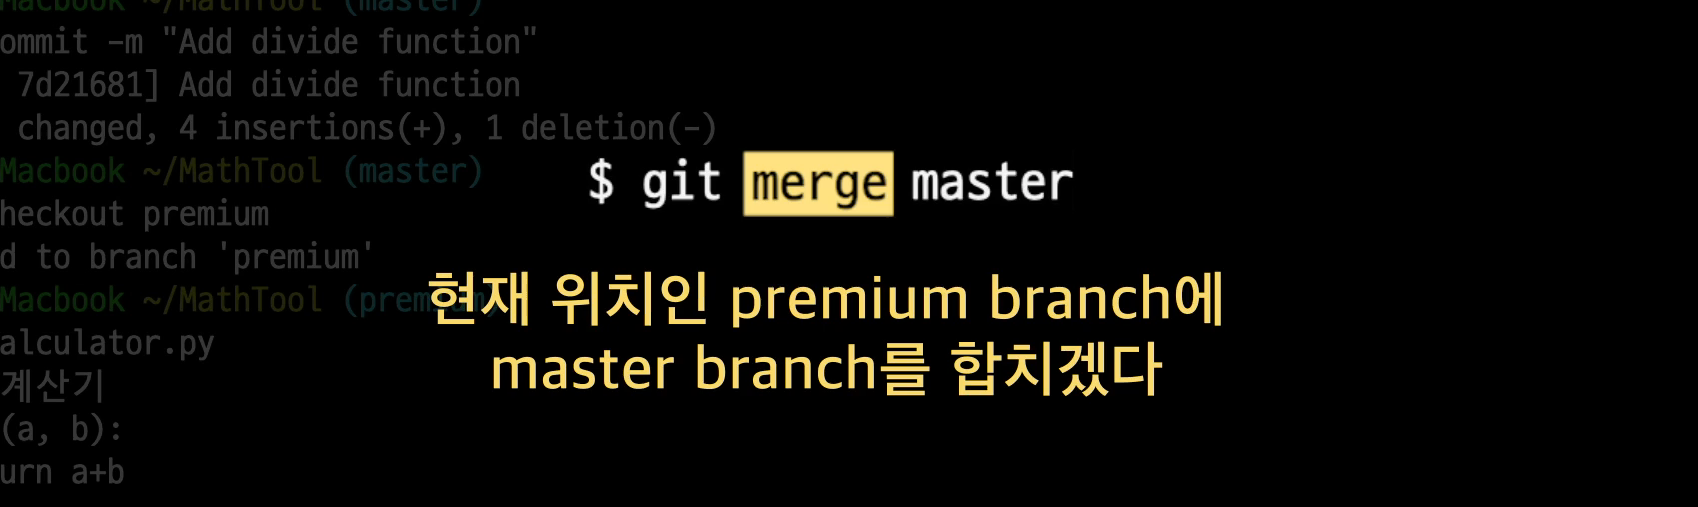 Macbook ~/MathTool (master)
ommit -m "Add divide function"
7d21681] Add divide function
changed, 4 insertions(+), 1 deletion(-)
Macbook ~/MathTool (master)
heckout premium
d to branch 'premium'
Macbook ~/MathTool (premium)
alculator.py
계산기
(a, b):
urn a+b
$ git merge master
현재 위치인 premium branch에
master branch를 합치겠다